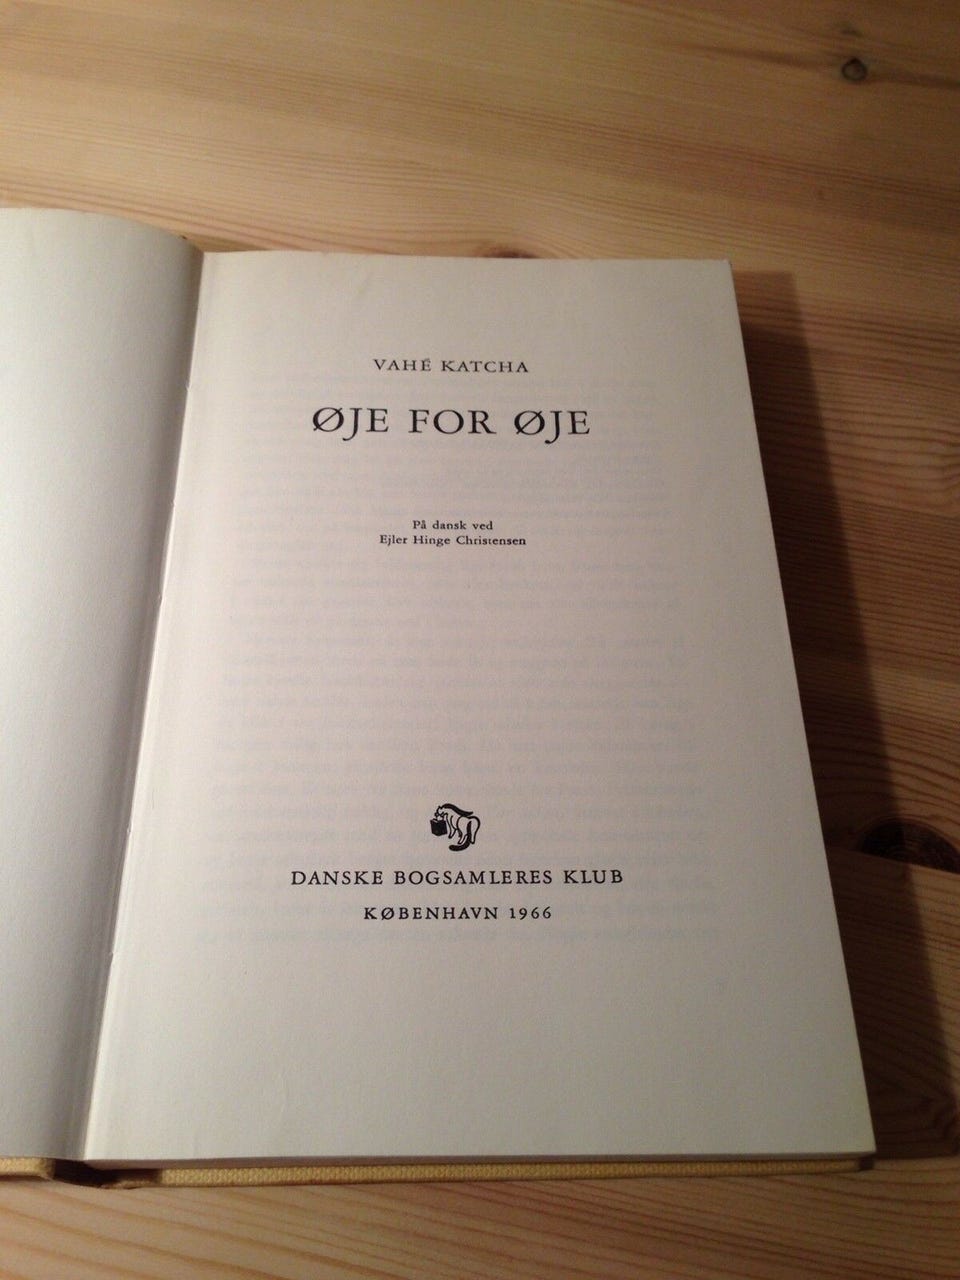 VAHÉ KATCHA
ØJE FOR ØJE
På dansk ved
Ejler Hinge Christensen
DANSKE BOGSAMLERES KLUB
KØBENHAVN 1966